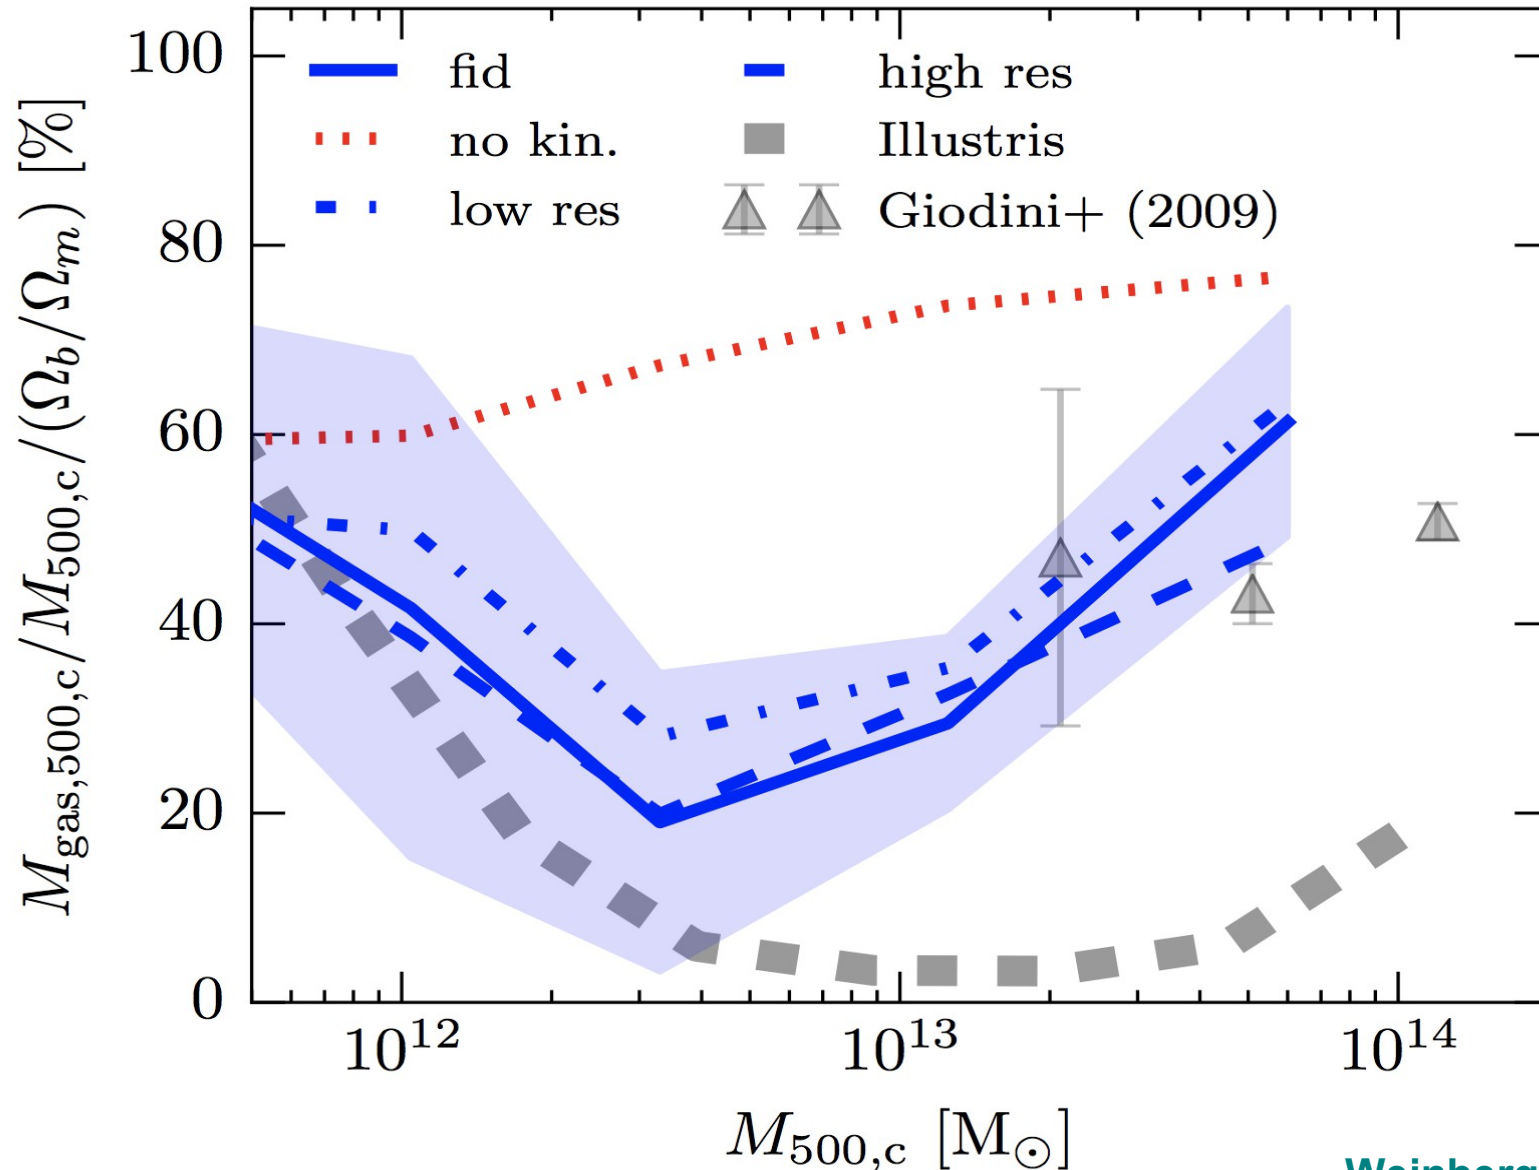 M_gas,500,c/M_500,c/(Ω_b/Ω_m) [%]
100
80
60
40
20
0
fid
no kin.
low res
high res
Illustris
Giodini+ (2009)
10^12
10^13
10^14
M_500,c [M_⊙]